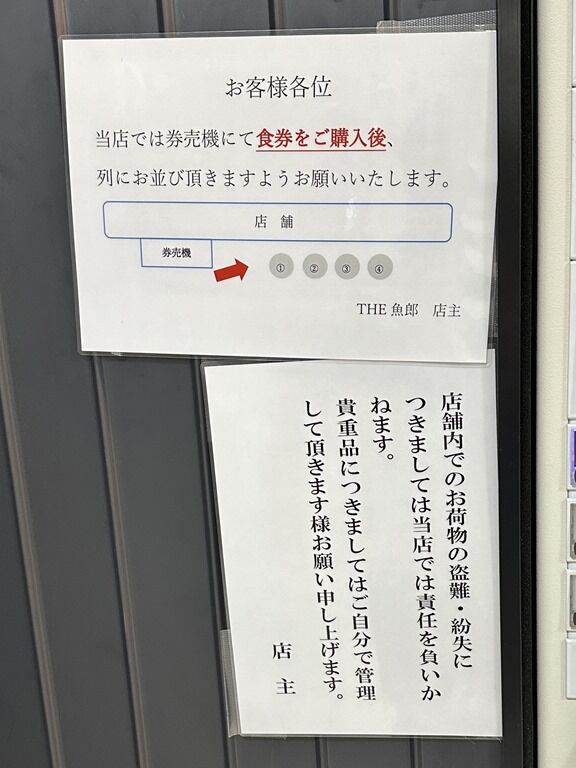 お客様各位
当店では券売機にて食券をご購入後、
列にお並び頂きますようお願いいたします。
店　舗
券売機
① ② ③ ④
THE 魚郎　店主
店舗内でのお荷物の盗難・紛失に
つきましては当店では責任を負いか
ねます。
貴重品につきましてはご自分で管理
して頂きます様お願い申し上げます。
店　主